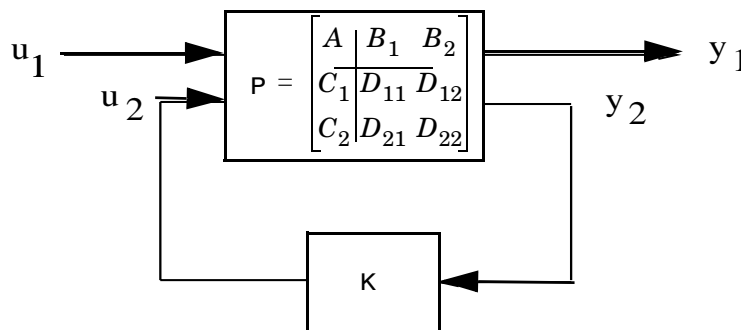 u1 y1
A B1 B2
u2 P = C1 D11 D12 y2
C2 D21 D22
K